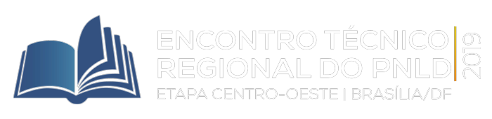 ENCONTRO TÉCNICO
REGIONAL DO PNLD
2019
ETAPA CENTRO-OESTE | BRASÍLIA/DF